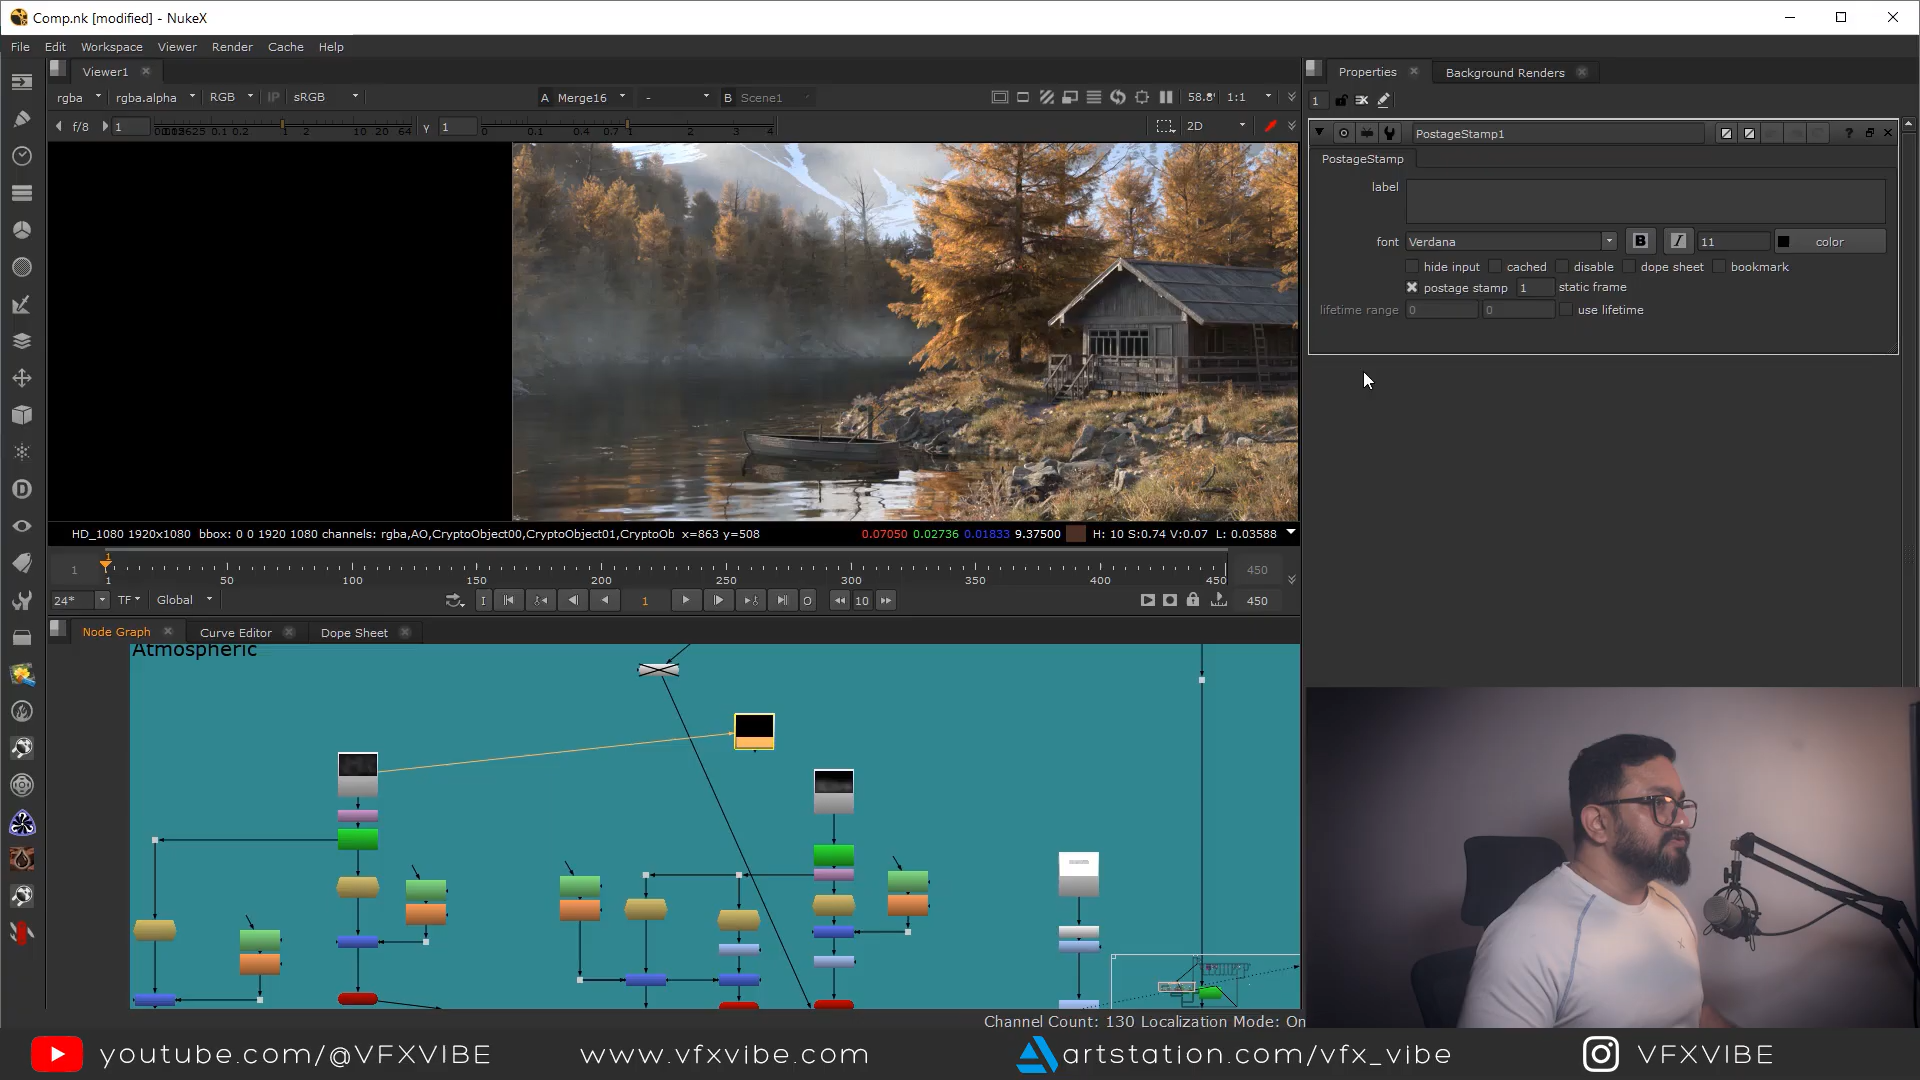 Comp.nk [modified] - NukeX
File Edit Workspace Viewer Render Cache Help
Viewer1
Properties Background Renders
rgba rgba.alpha RGB IP sRGB A Merge16 - B Scene1 1:1
1
f/8 1 γ 1 2D
PostageStamp1
PostageStamp
label
font Verdana B I 11 color
hide input cached disable dope sheet bookmark
postage stamp 1 static frame
lifetime range 0 0 use lifetime
HD_1080 1920x1080 bbox: 0 0 1920 1080 channels: rgba,AO,CryptoObject00,CryptoObject01,CryptoOb x=863 y=508 0.07050 0.02736 0.01833 9.37500 H: 10 S:0.74 V:0.07 L: 0.03588
1 1 1 50 100 150 200 250 300 350 400 450 450
24* TF Global I 1 O 10 450
Node Graph Curve Editor Dope Sheet
Atmospheric
Channel Count: 130 Localization Mode: On
youtube.com/@VFXVIBE www.vfxvibe.com artstation.com/vfx_vibe VFXVIBE